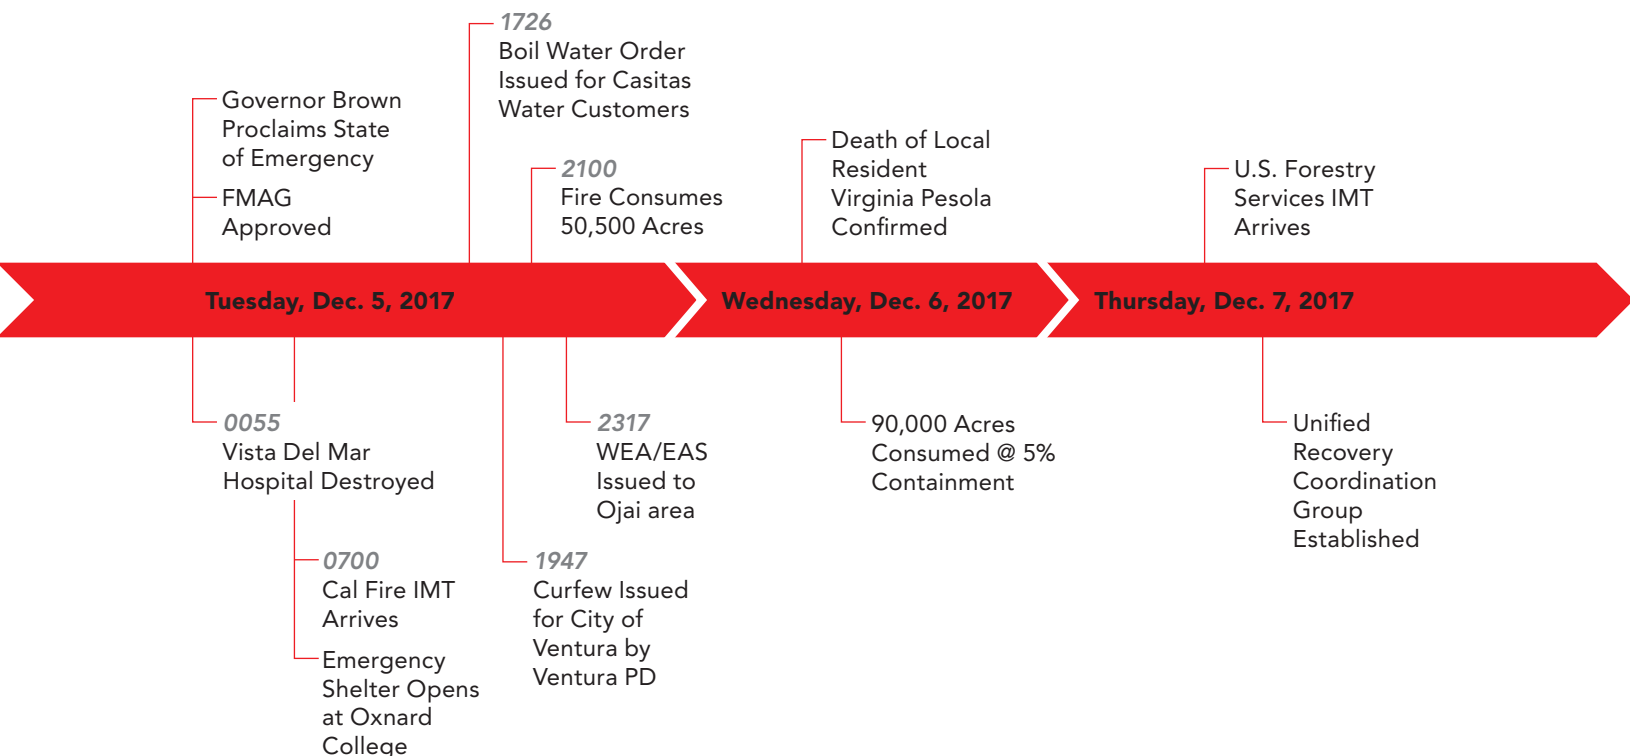 1726
Boil Water Order
Issued for Casitas
Water Customers
Governor Brown
Proclaims State
of Emergency
FMAG
Approved
2100
Fire Consumes
50,500 Acres
Death of Local
Resident
Virginia Pesola
Confirmed
U.S. Forestry
Services IMT
Arrives
Tuesday, Dec. 5, 2017
Wednesday, Dec. 6, 2017
Thursday, Dec. 7, 2017
0055
Vista Del Mar
Hospital Destroyed
0700
Cal Fire IMT
Arrives
Emergency
Shelter Opens
at Oxnard
College
1947
Curfew Issued
for City of
Ventura by
Ventura PD
2317
WEA/EAS
Issued to
Ojai area
90,000 Acres
Consumed @ 5%
Containment
Unified
Recovery
Coordination
Group
Established